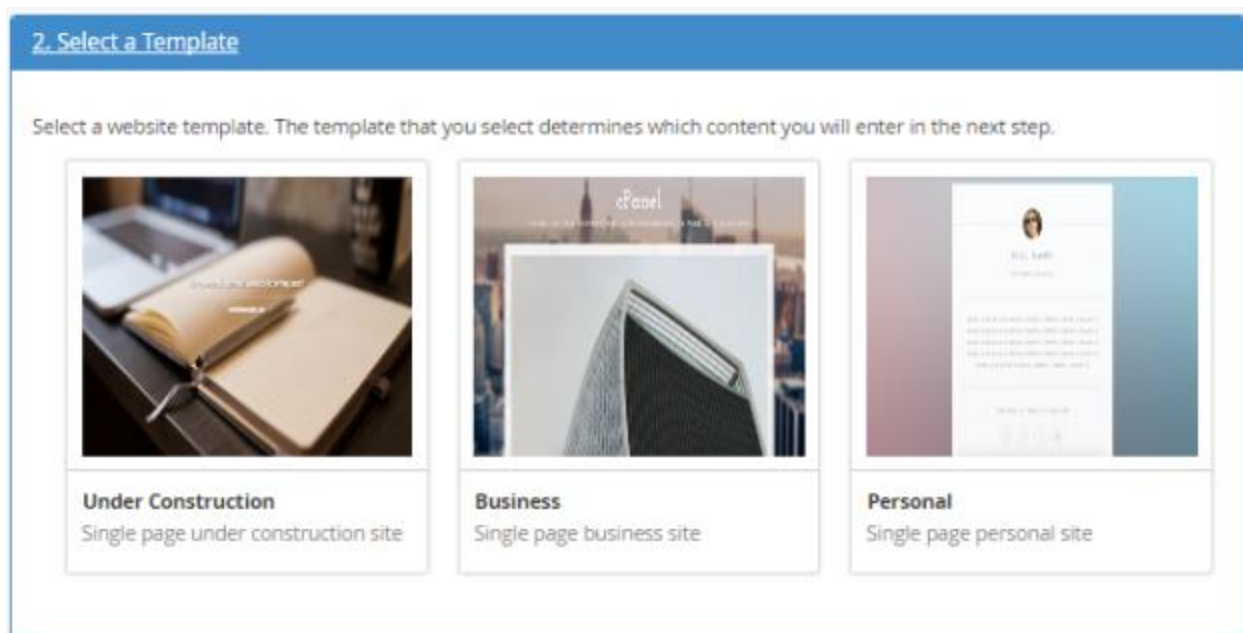 2. Select a Template
Select a website template. The template that you select determines which content you will enter in the next step.
cPanel
Under Construction
Single page under construction site
Business
Single page business site
Personal
Single page personal site